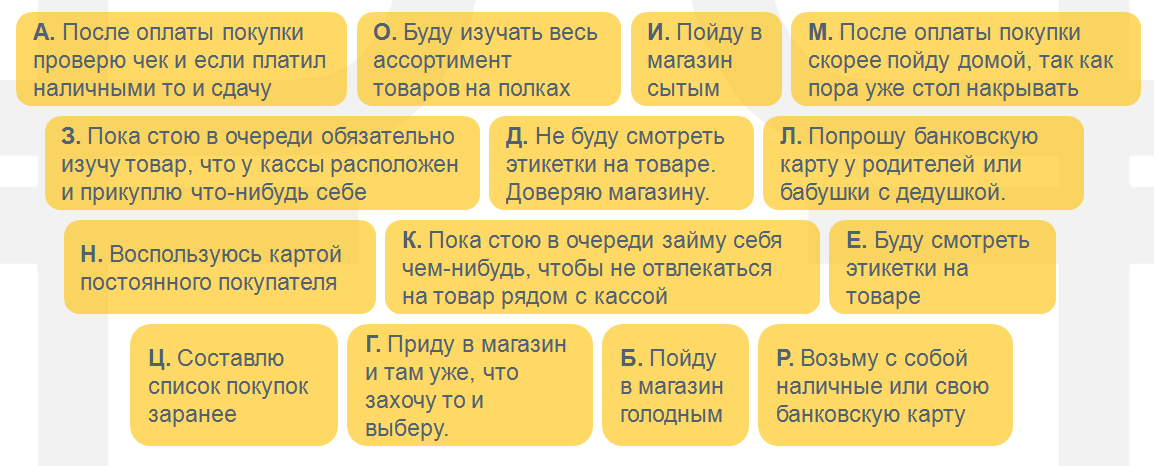 А. После оплаты покупки
проверю чек и если платил
наличными то и сдачу
О. Буду изучать весь
ассортимент
товаров на полках
И. Пойду в
магазин
сытым
М. После оплаты покупки
скорее пойду домой, так как
пора уже стол накрывать
З. Пока стою в очереди обязательно
изучу товар, что у кассы расположен
и прикуплю что-нибудь себе
Д. Не буду смотреть
этикетки на товаре.
Доверяю магазину.
Л. Попрошу банковскую
карту у родителей или
бабушки с дедушкой.
Н. Воспользуюсь картой
постоянного покупателя
К. Пока стою в очереди займу себя
чем-нибудь, чтобы не отвлекаться
на товар рядом с кассой
Е. Буду смотреть
этикетки на
товаре
Ц. Составлю
список покупок
заранее
Г. Приду в магазин
и там уже, что
захочу то и
выберу.
Б. Пойду
в магазин
голодным
Р. Возьму с собой
наличные или свою
банковскую карту